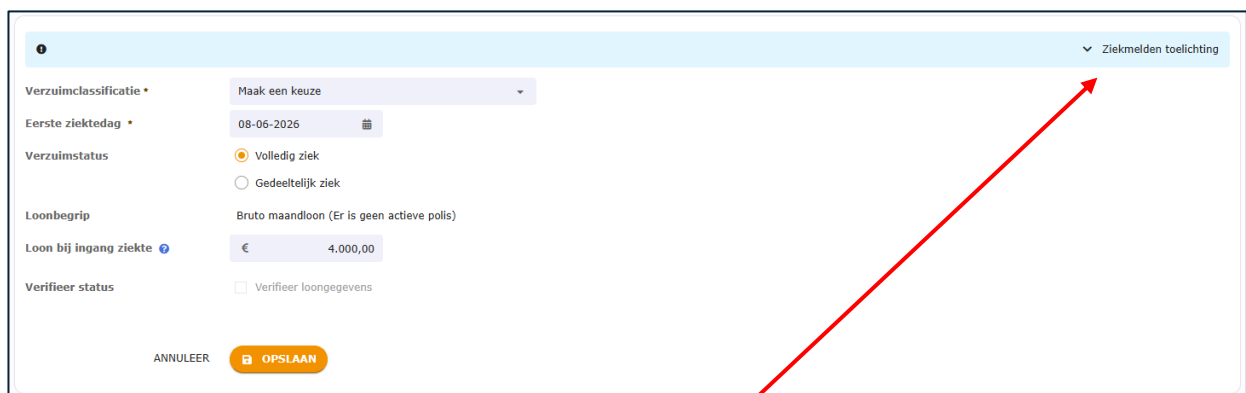 Ziekmelden toelichting
Verzuimclassificatie • Maak een keuze
Eerste ziektedag • 08-06-2026
Verzuimstatus Volledig ziek
Gedeeltelijk ziek
Loonbegrip Bruto maandloon (Er is geen actieve polis)
Loon bij ingang ziekte ? € 4.000,00
Verifieer status Verifieer loongegevens
ANNULEER OPSLAAN